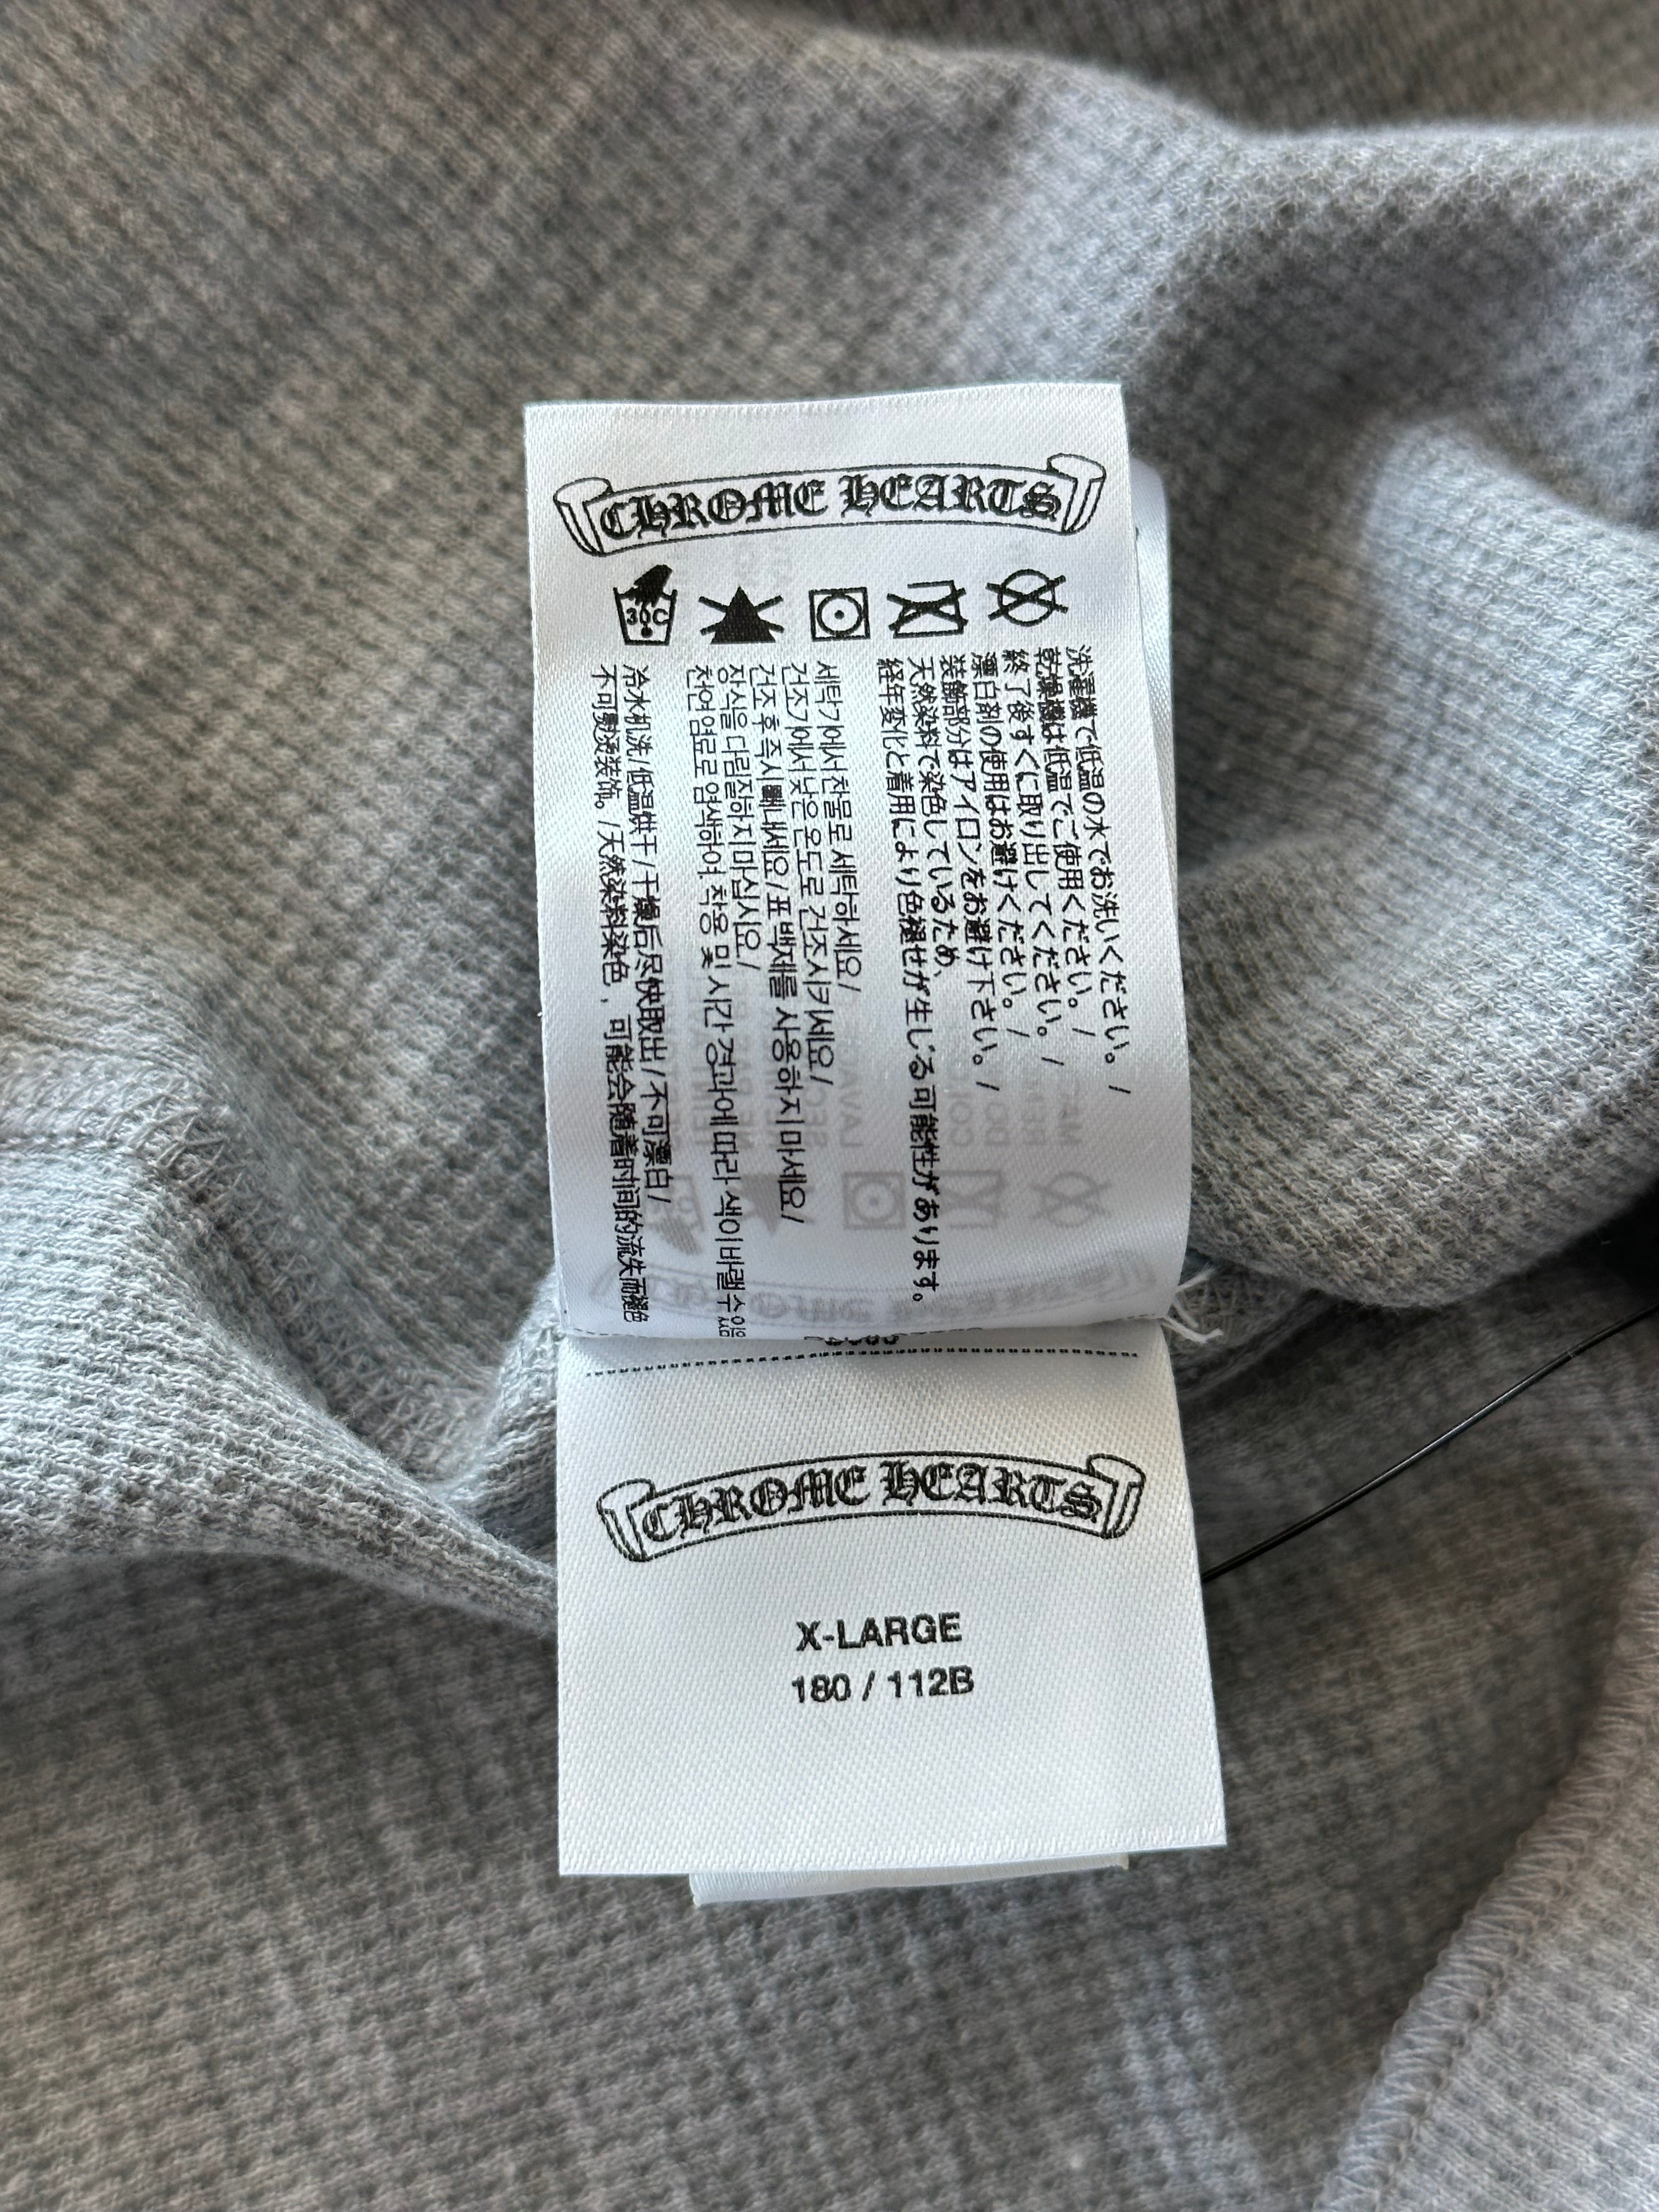 CHROME HEARTS
30C
洗濯機で低温の水でお洗いください。/
乾燥機は低温でご使用ください。/
終了後すぐに取り出してください。/
漂白剤の使用はお避けください。/
装飾部分はアイロンをお避け下さい。/
天然染料で染色しているため、
経年変化と着用により色褪せが生じる可能性があります。
세탁기에서 찬물로 세탁하세요/
건조기에서 낮은 온도로 건조시키세요/
건조 후 즉시 빼내세요/표백제를 사용하지 마세요/
장식을 다림질하지 마십시오/
천연 염료로 염색하여, 착용 및 시간 경과에 따라 색이 바랠 수 있음
冷水机洗/低温烘干/干燥后尽快取出/不可漂白/
不可熨烫装饰。/天然染料染色，可能会随着时间的流失而褪色
CHROME HEARTS
X-LARGE
180 / 112B